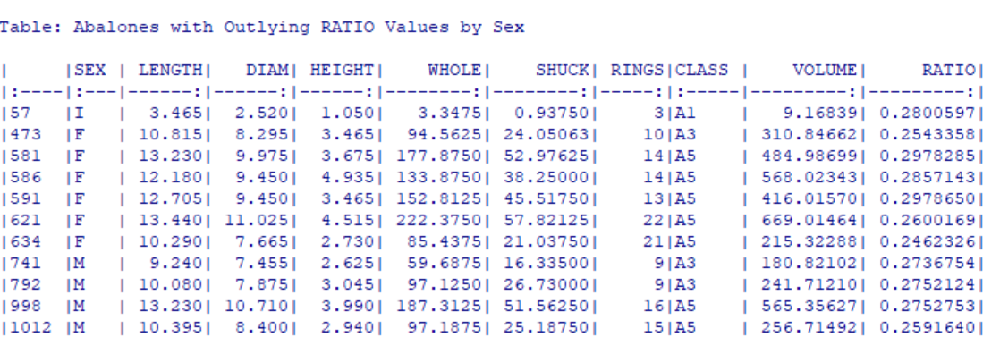 Table: Abalones with Outlying RATIO Values by Sex
|     |SEX | LENGTH|   DIAM| HEIGHT|    WHOLE|    SHUCK| RINGS|CLASS |    VOLUME|     RATIO|
|:----|:---|------:|------:|------:|--------:|--------:|-----:|:-----|---------:|---------:|
|57   |I   |  3.465|  2.520|  1.050|   3.3475|  0.93750|     3|A1    |   9.16839| 0.2800597|
|473  |F   | 10.815|  8.295|  3.465|  94.5625| 24.05063|    10|A3    | 310.84662| 0.2543358|
|581  |F   | 13.230|  9.975|  3.675| 177.8750| 52.97625|    14|A5    | 484.98699| 0.2978285|
|586  |F   | 12.180|  9.450|  4.935| 133.8750| 38.25000|    14|A5    | 568.02343| 0.2857143|
|591  |F   | 12.705|  9.450|  3.465| 152.8125| 45.51750|    13|A5    | 416.01570| 0.2978650|
|621  |F   | 13.440| 11.025|  4.515| 222.3750| 57.82125|    22|A5    | 669.01464| 0.2600169|
|634  |F   | 10.290|  7.665|  2.730|  85.4375| 21.03750|    21|A5    | 215.32288| 0.2462326|
|741  |M   |  9.240|  7.455|  2.625|  59.6875| 16.33500|     9|A3    | 180.82102| 0.2736754|
|792  |M   | 10.080|  7.875|  3.045|  97.1250| 26.73000|     9|A3    | 241.71210| 0.2752124|
|998  |M   | 13.230| 10.710|  3.990| 187.3125| 51.56250|    16|A5    | 565.35627| 0.2752753|
|1012 |M   | 10.395|  8.400|  2.940|  97.1875| 25.18750|    15|A5    | 256.71492| 0.2591640|